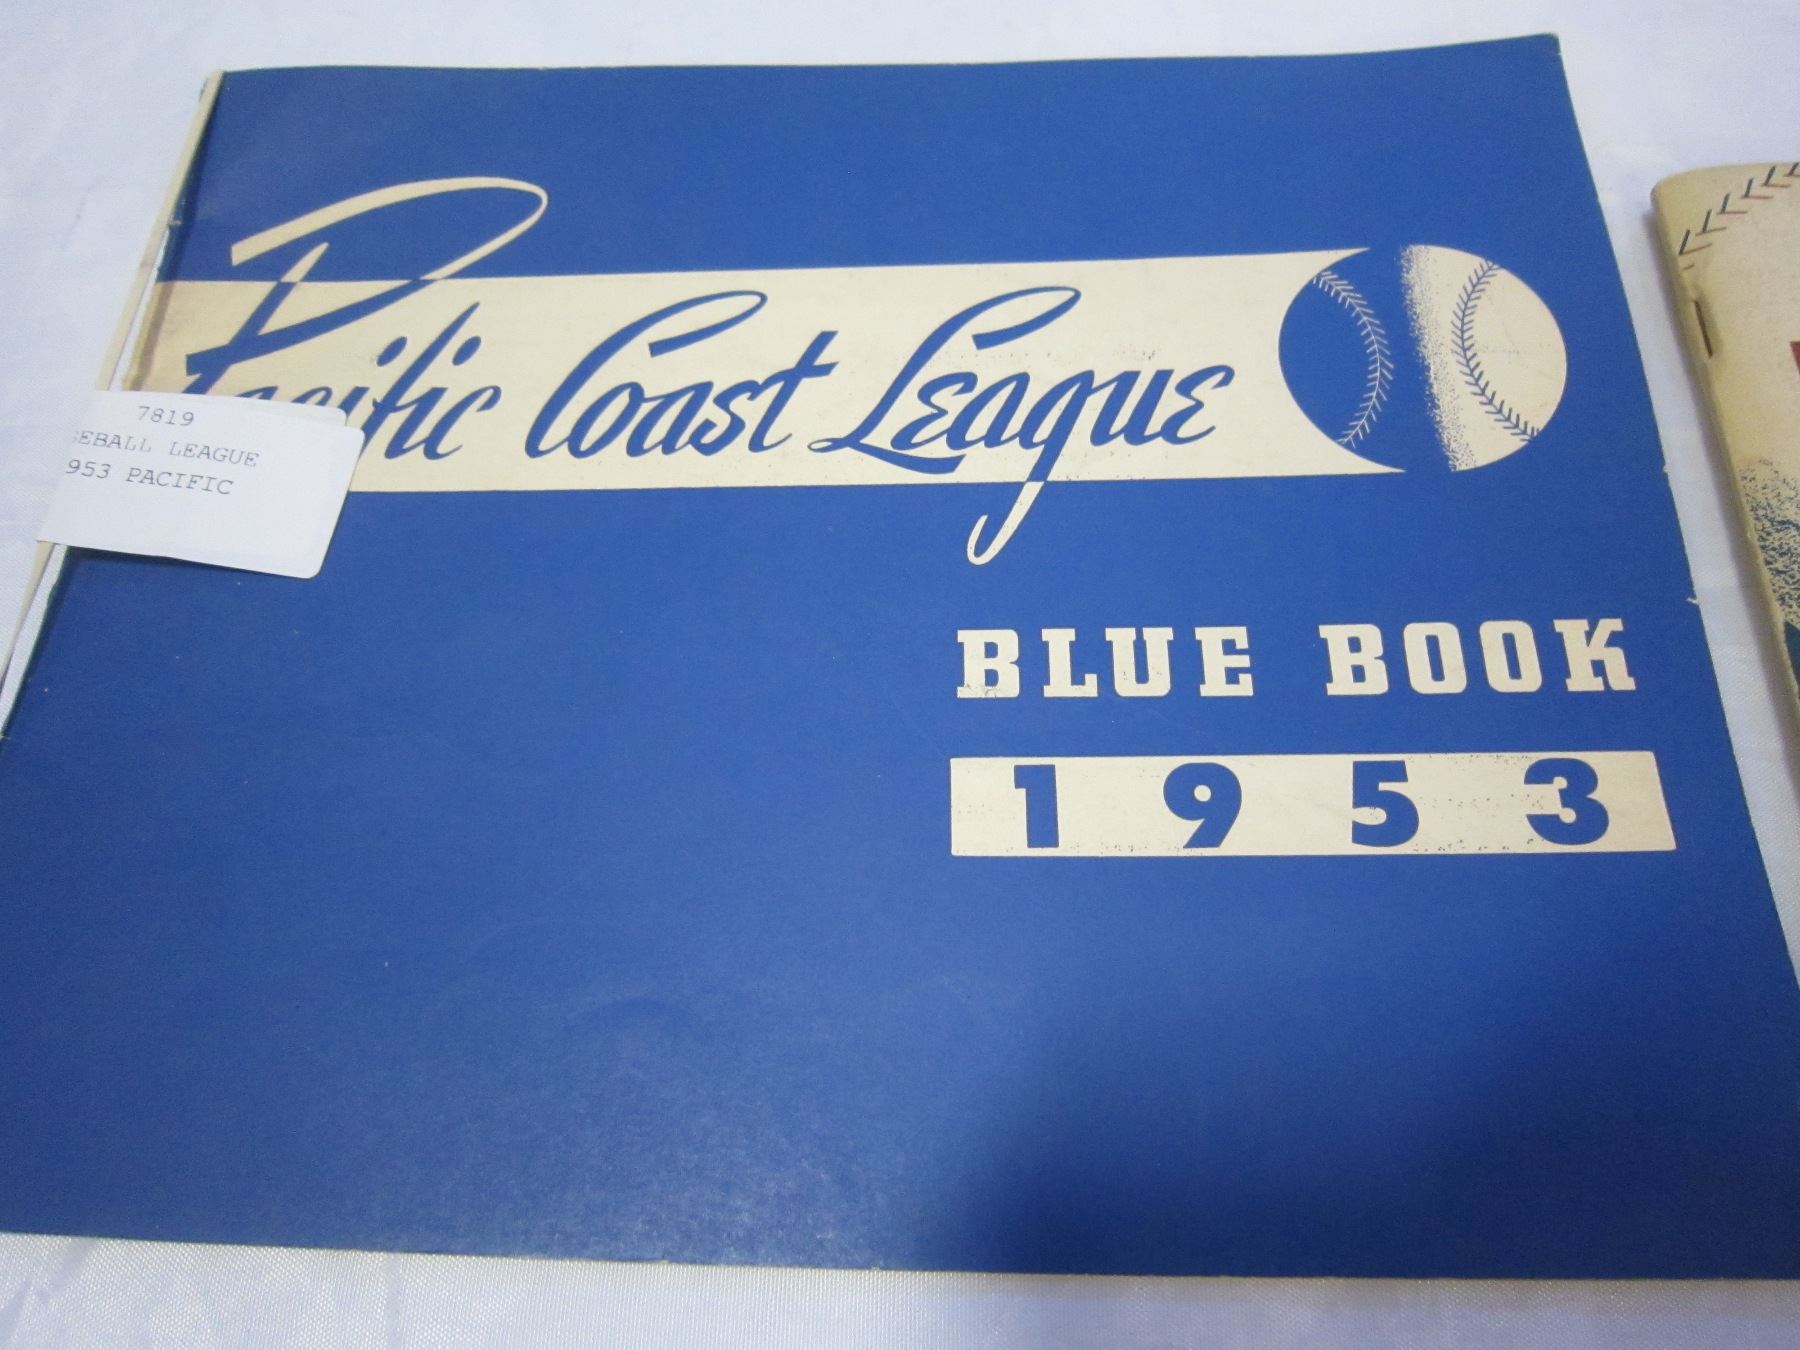 Pacific Coast League
7819
SEBALL LEAGUE
953 PACIFIC
BLUE BOOK
1953